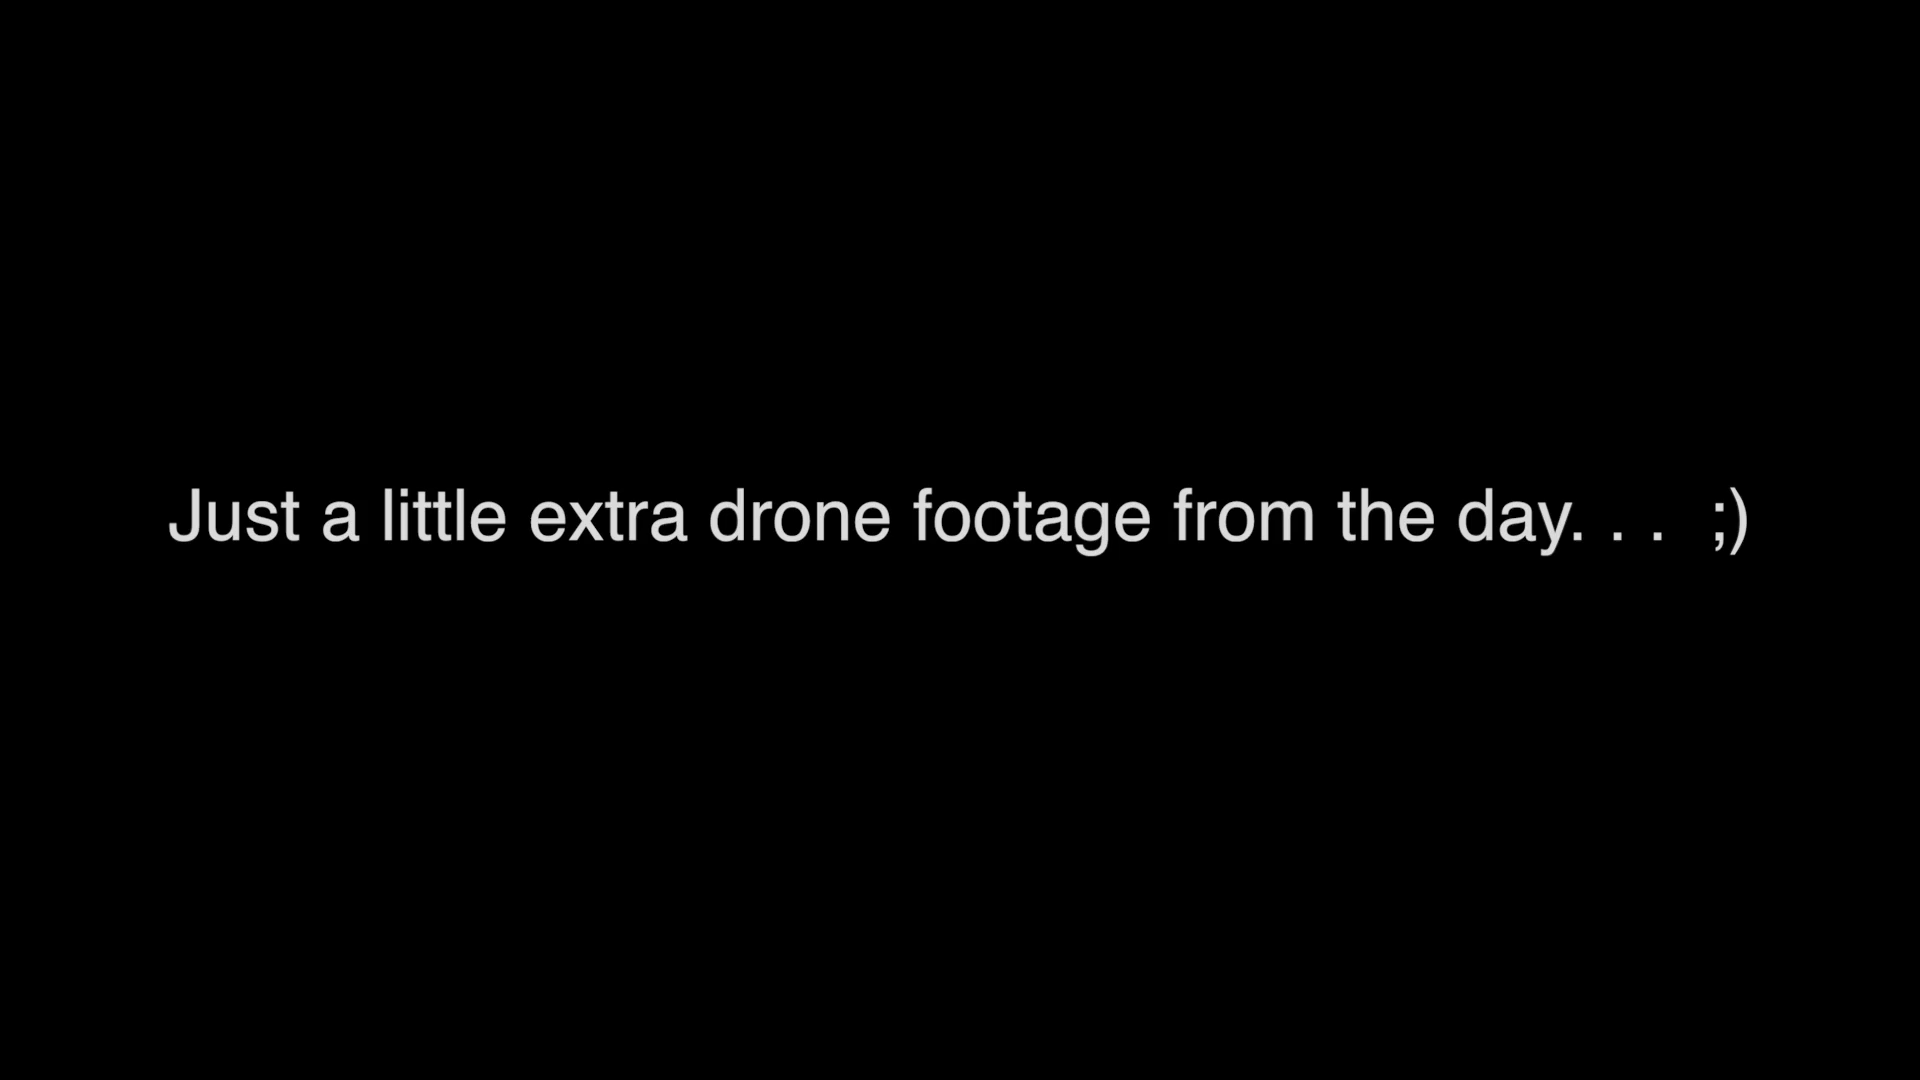 Just a little extra drone footage from the day. . .  ;)